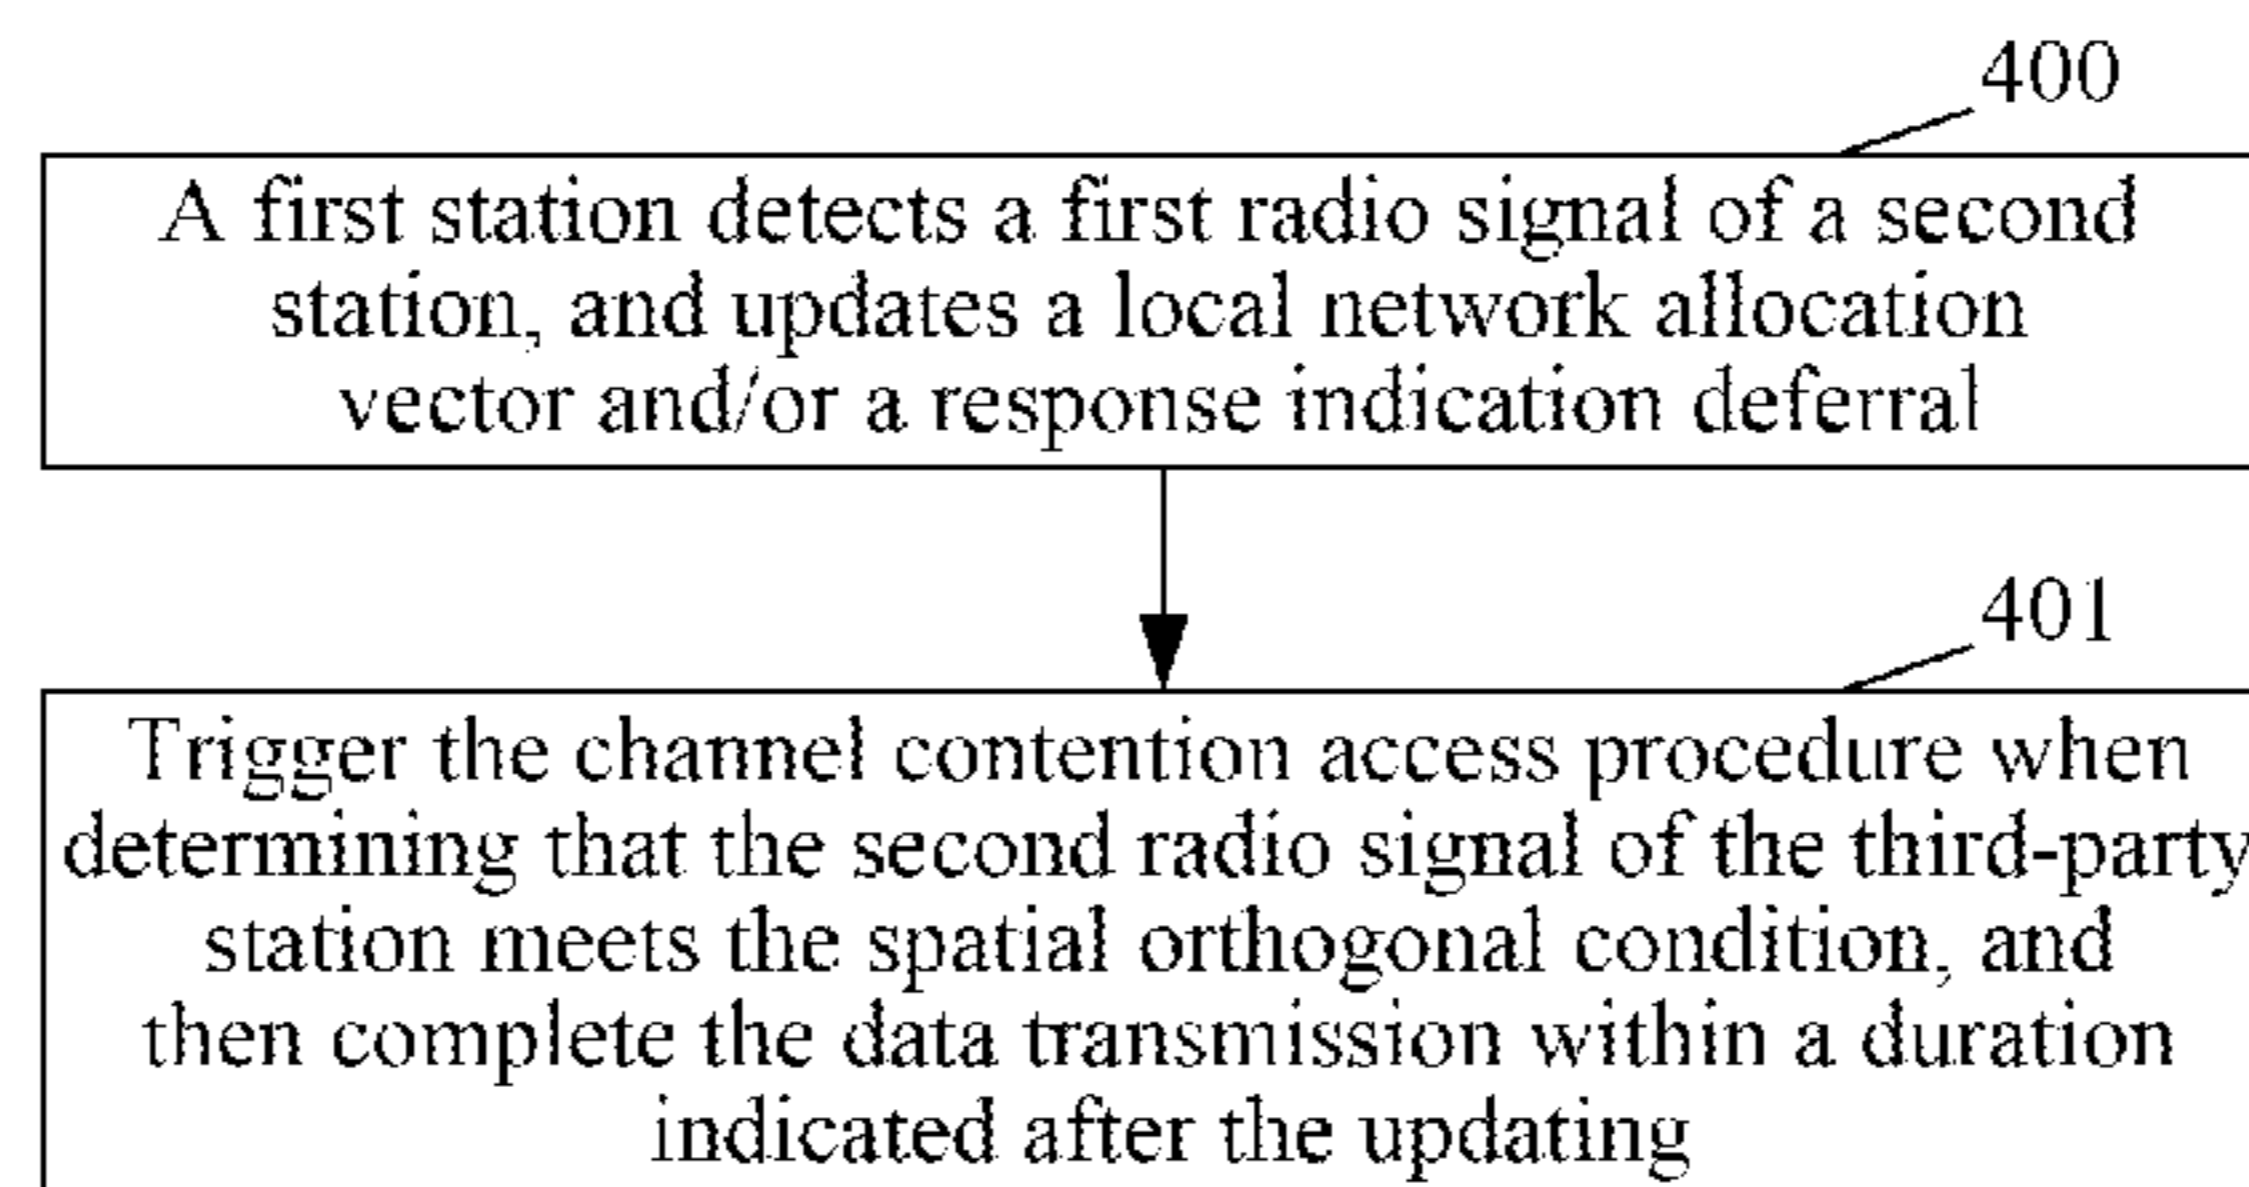 400
A first station detects a first radio signal of a second
station, and updates a local network allocation
vector and/or a response indication deferral
401
Trigger the channel contention access procedure when
determining that the second radio signal of the third-party
station meets the spatial orthogonal condition, and
then complete the data transmission within a duration
indicated after the updating